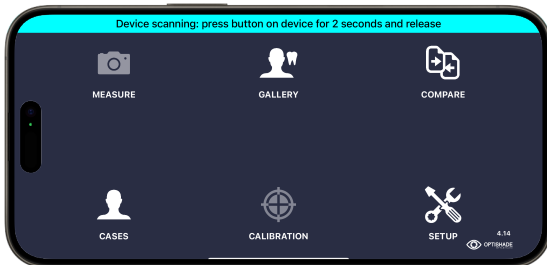 Device scanning: press button on device for 2 seconds and release
MEASURE
GALLERY
COMPARE
CASES
CALIBRATION
SETUP
4.14
OPTISHADE